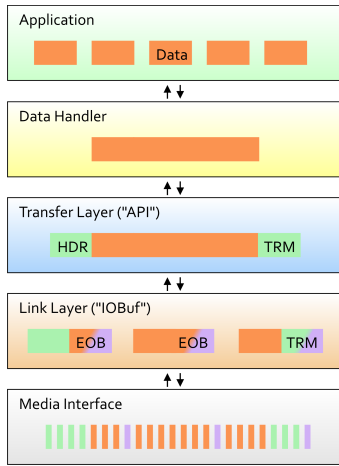 Application
Data
Data Handler
Transfer Layer ("API")
HDR TRM
Link Layer ("IOBuf")
EOB EOB TRM
Media Interface